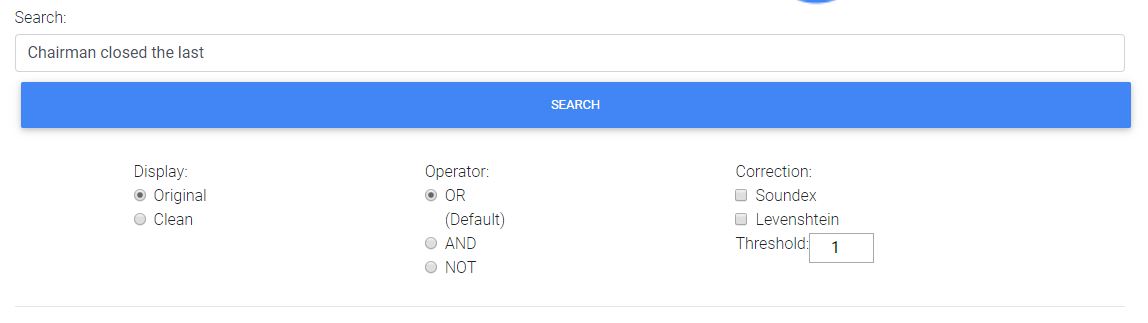 Search:
Chairman closed the last
SEARCH
Display:
Original
Clean
Operator:
OR
(Default)
AND
NOT
Correction:
Soundex
Levenshtein
Threshold: 1